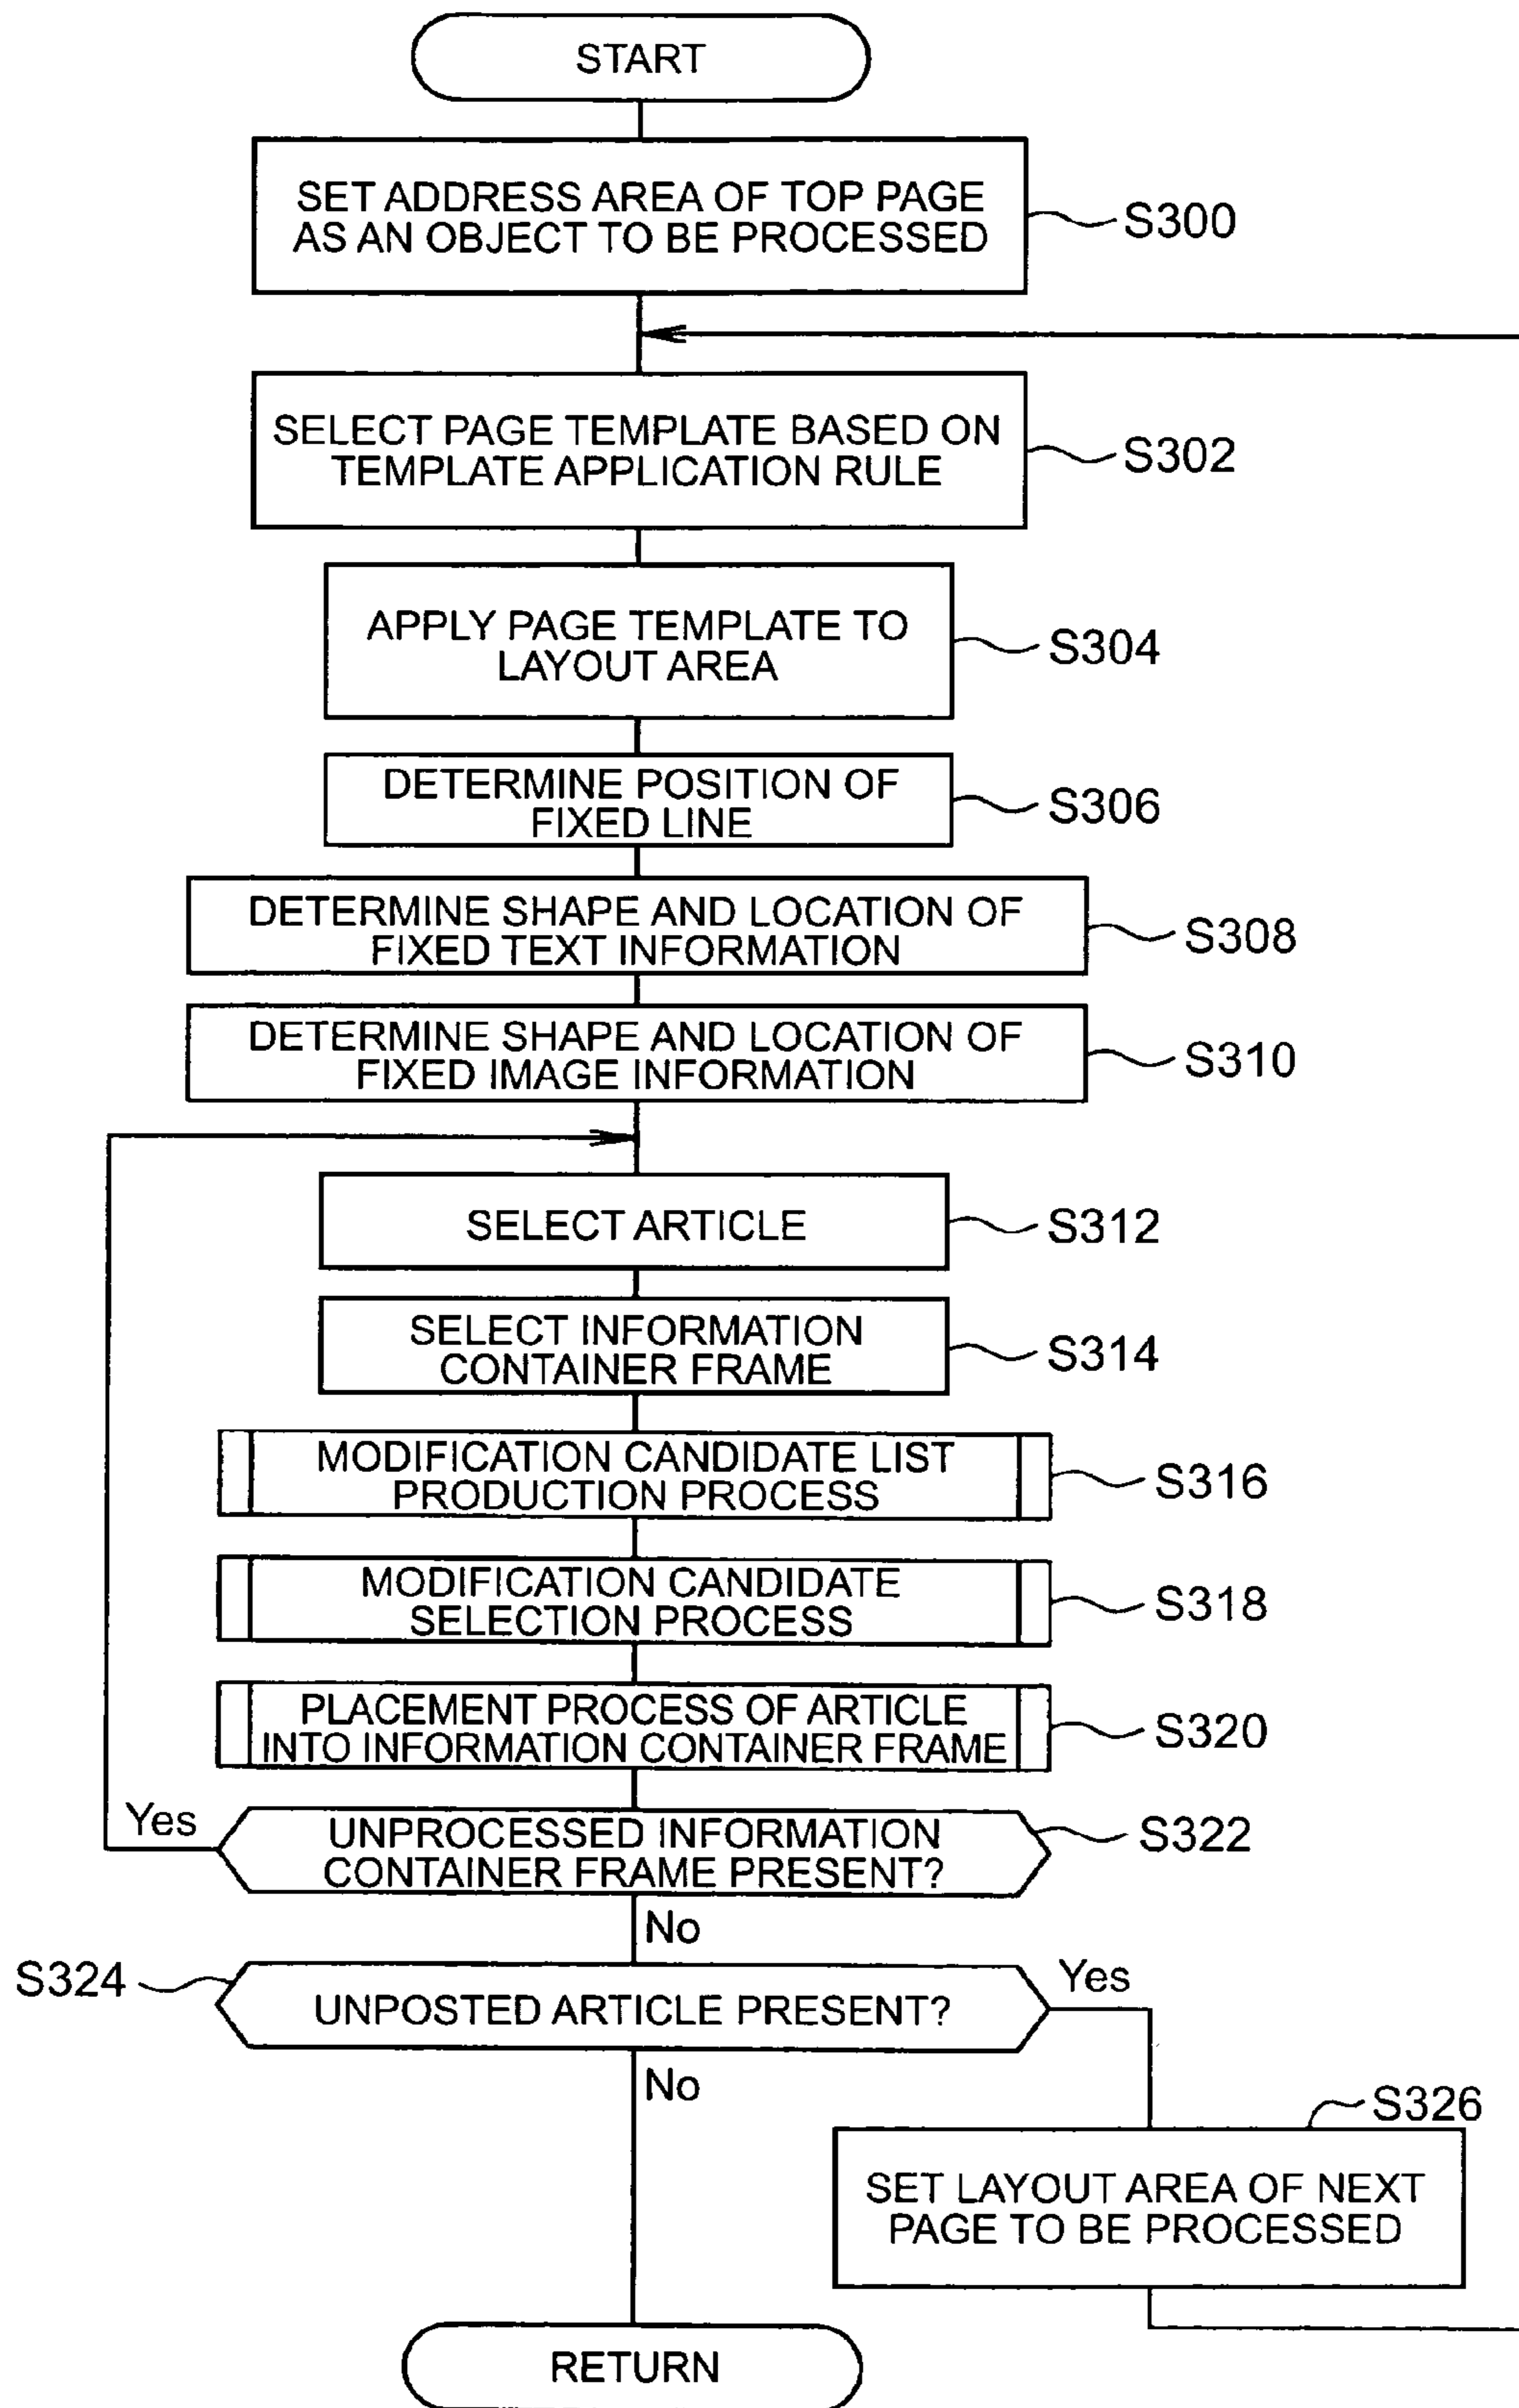 START
SET ADDRESS AREA OF TOP PAGE
AS AN OBJECT TO BE PROCESSED
S300
SELECT PAGE TEMPLATE BASED ON
TEMPLATE APPLICATION RULE
S302
APPLY PAGE TEMPLATE TO
LAYOUT AREA
S304
DETERMINE POSITION OF
FIXED LINE
S306
DETERMINE SHAPE AND LOCATION OF
FIXED TEXT INFORMATION
S308
DETERMINE SHAPE AND LOCATION OF
FIXED IMAGE INFORMATION
S310
SELECT ARTICLE
S312
SELECT INFORMATION
CONTAINER FRAME
S314
MODIFICATION CANDIDATE LIST
PRODUCTION PROCESS
S316
MODIFICATION CANDIDATE
SELECTION PROCESS
S318
PLACEMENT PROCESS OF ARTICLE
INTO INFORMATION CONTAINER FRAME
S320
Yes
UNPROCESSED INFORMATION
CONTAINER FRAME PRESENT?
S322
No
S324
UNPOSTED ARTICLE PRESENT?
Yes
No
S326
SET LAYOUT AREA OF NEXT
PAGE TO BE PROCESSED
RETURN